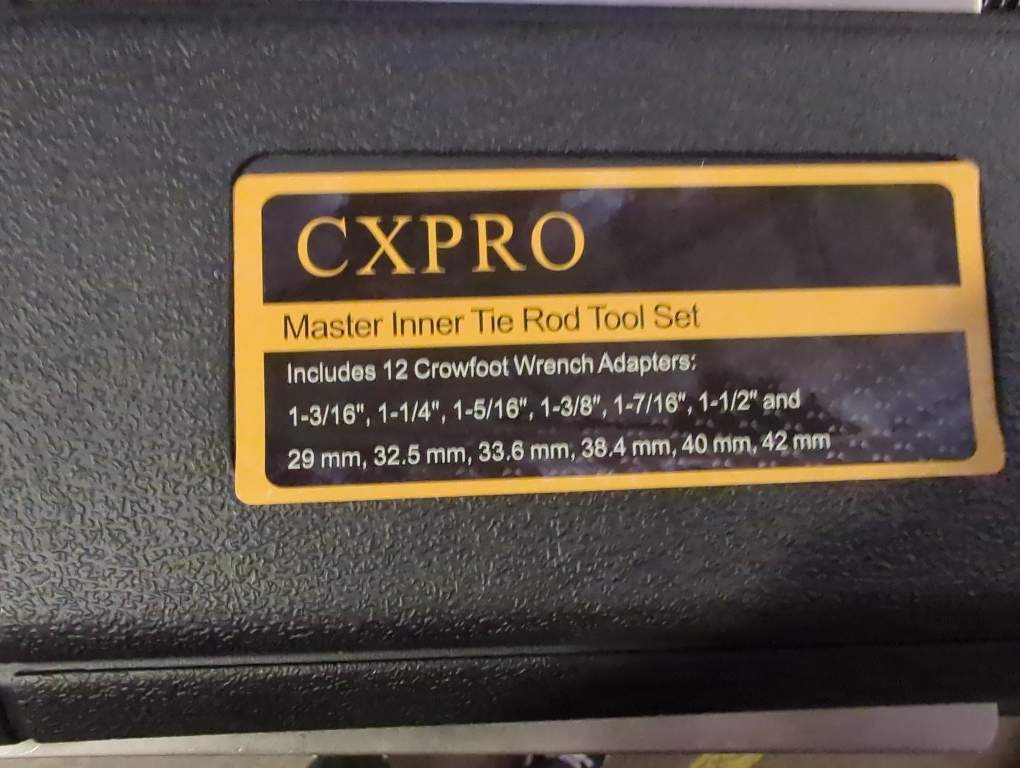 CXPRO
Master Inner Tie Rod Tool Set
Includes 12 Crowfoot Wrench Adapters:
1-3/16", 1-1/4", 1-5/16", 1-3/8", 1-7/16", 1-1/2" and
29 mm, 32.5 mm, 33.6 mm, 38.4 mm, 40 mm, 42 mm